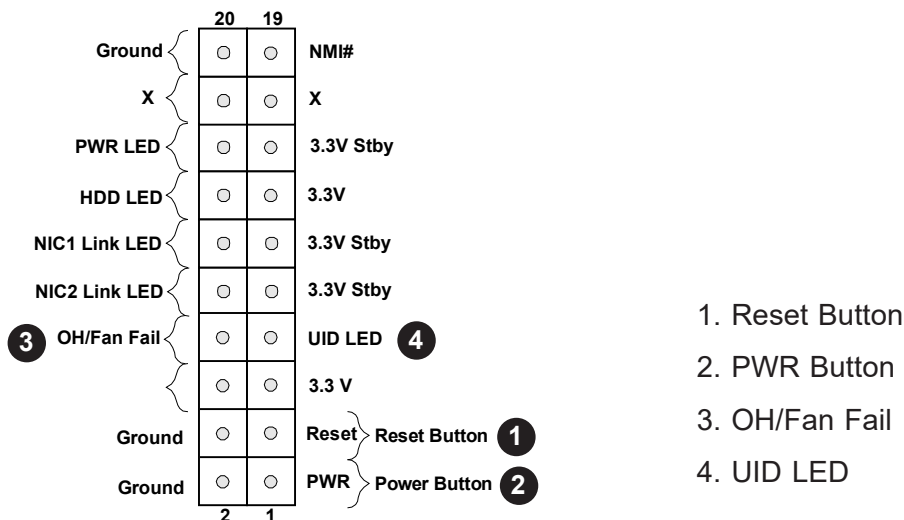 20 19
Ground NMI#
X X
PWR LED 3.3V Stby
HDD LED 3.3V
NIC1 Link LED 3.3V Stby
NIC2 Link LED 3.3V Stby
3 OH/Fan Fail UID LED 4
3.3 V
Ground Reset Reset Button 1
Ground PWR Power Button 2
2 1
1. Reset Button
2. PWR Button
3. OH/Fan Fail
4. UID LED